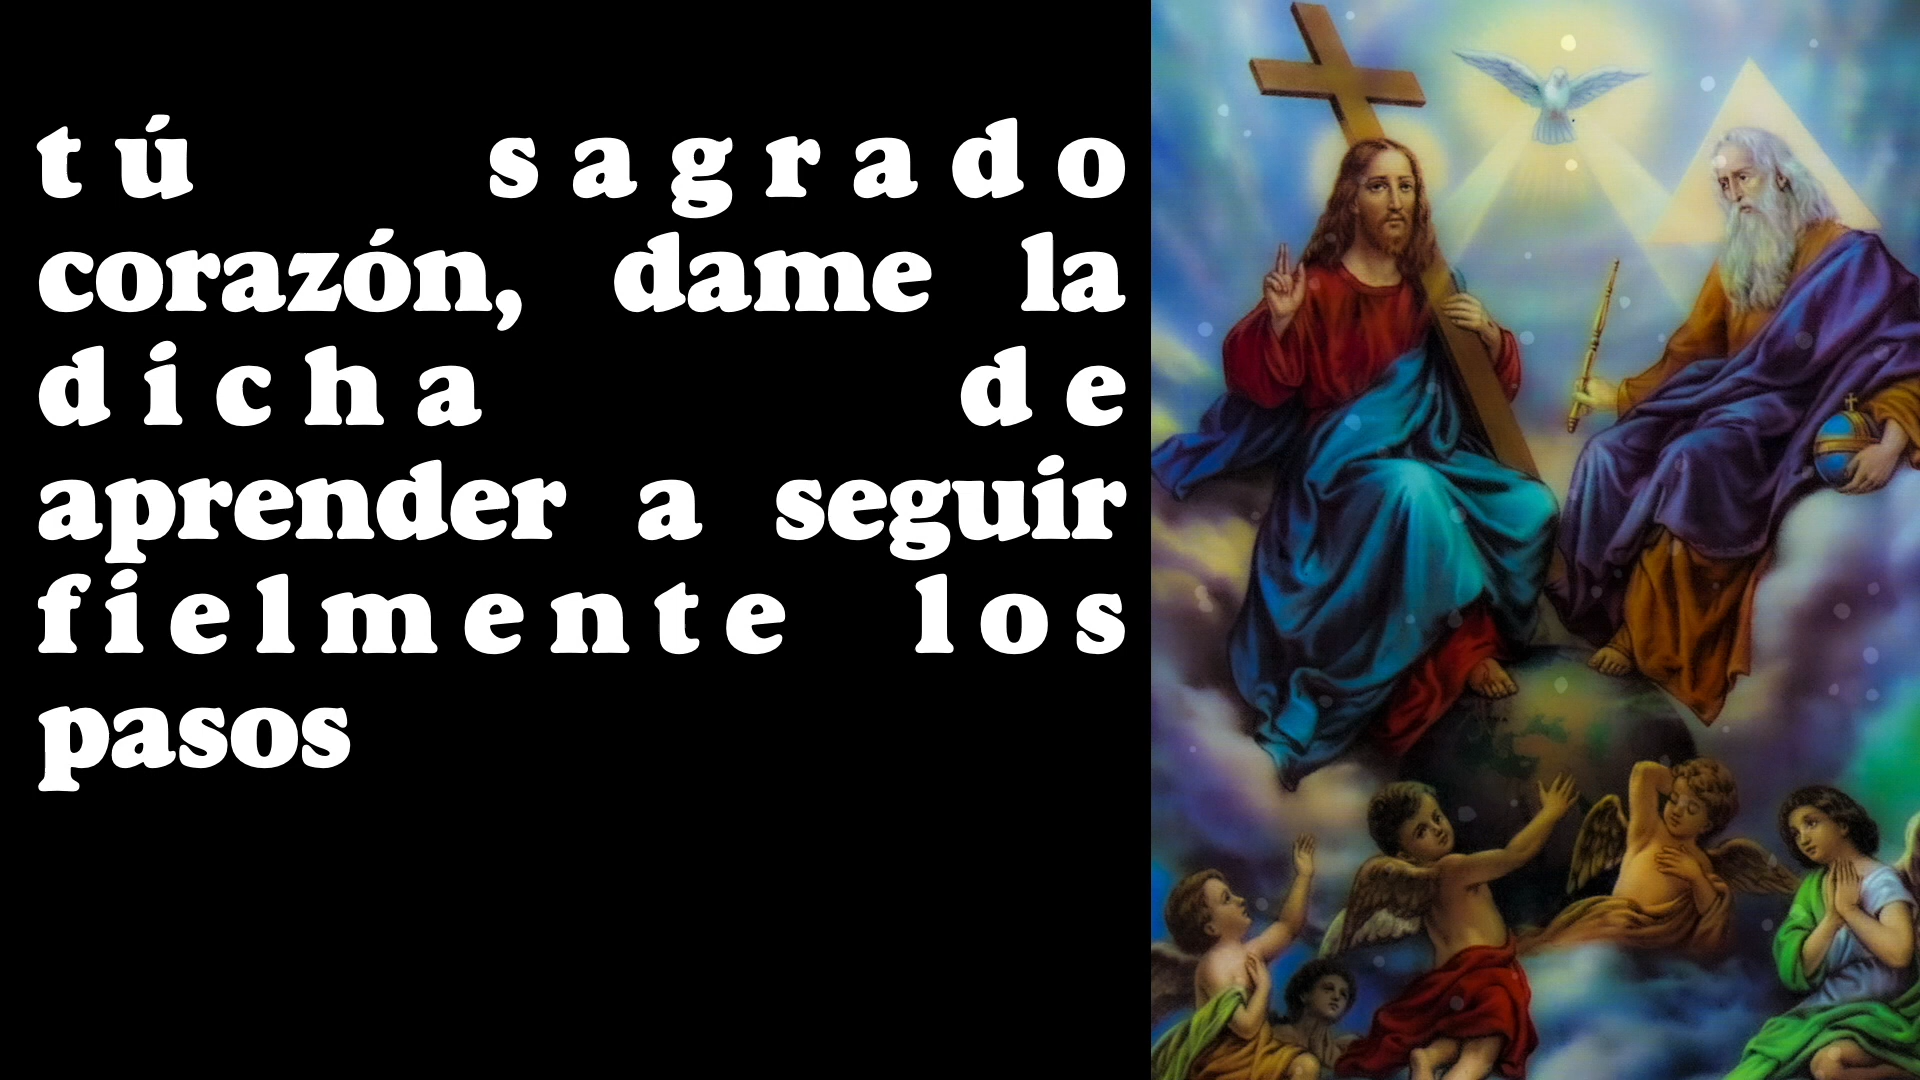 tú sagrado
corazón, dame la
dicha de
aprender a seguir
fielmente los
pasos